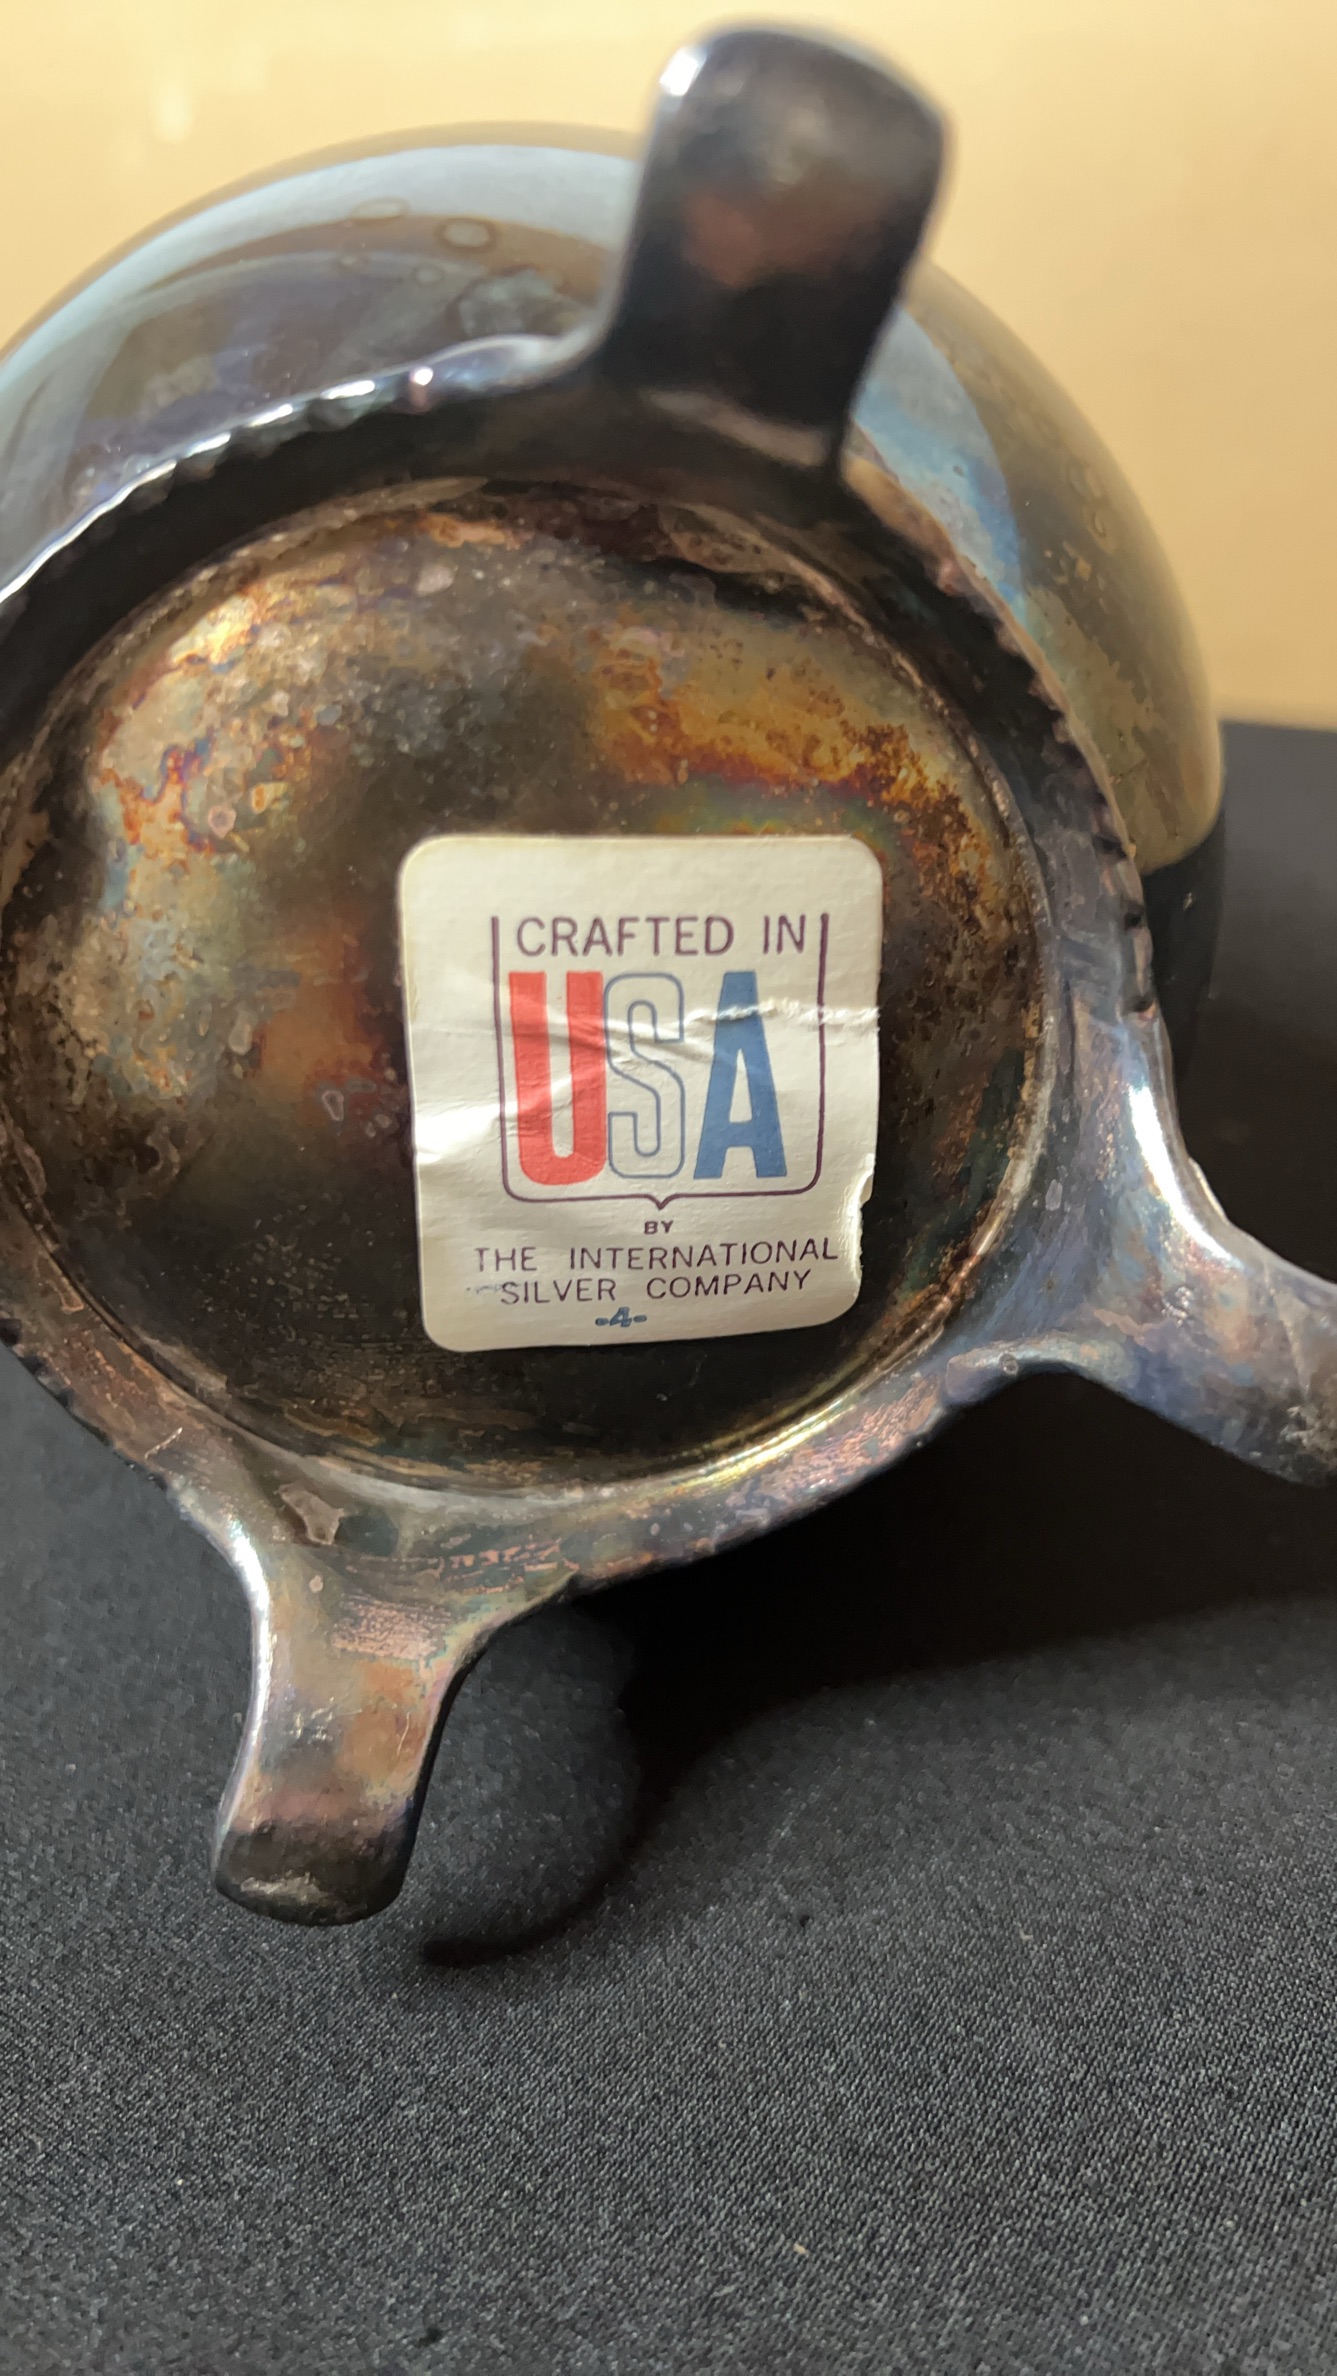 CRAFTED IN
USA
BY
THE INTERNATIONAL
SILVER COMPANY
-4-